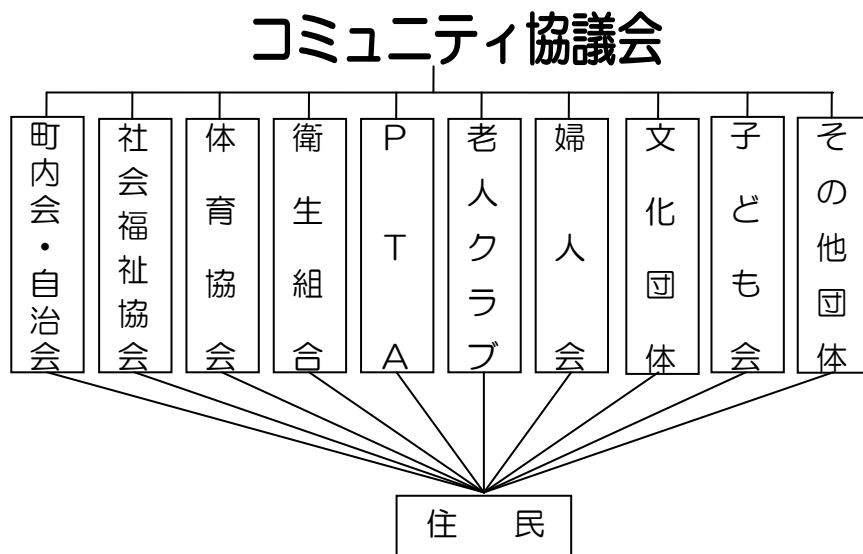 コミュニティ協議会
町内会・自治会
社会福祉協会
体育協会
衛生組合
PTA
老人クラブ
婦人会
文化団体
子ども会
その他団体
住民